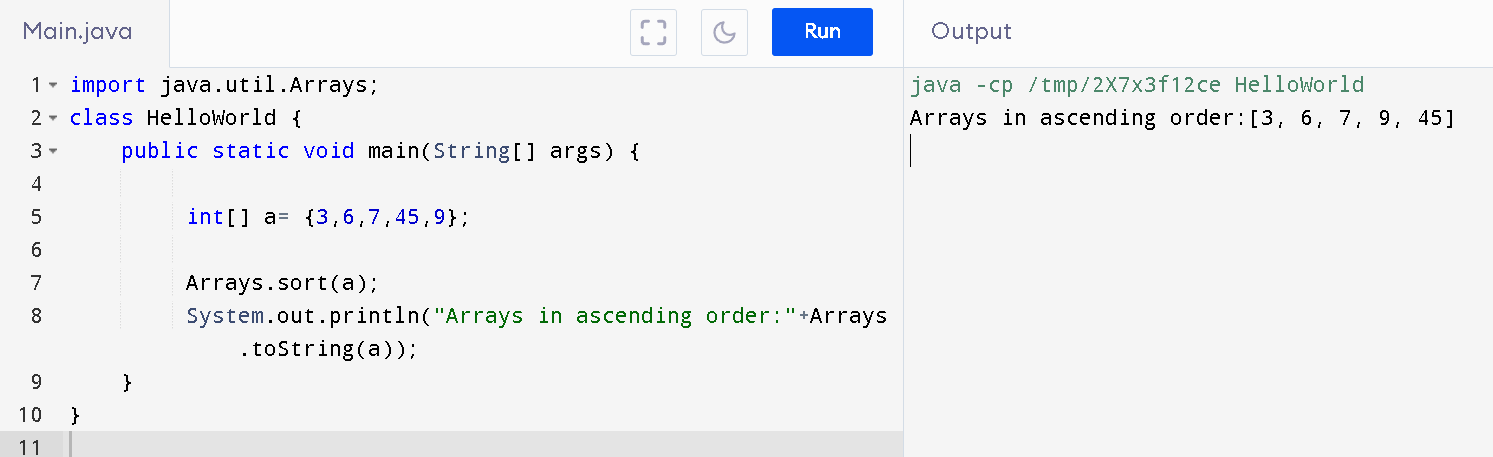 Main.java
Run
Output
1 import java.util.Arrays;
2 class HelloWorld {
3     public static void main(String[] args) {
4
5         int[] a= {3,6,7,45,9};
6
7         Arrays.sort(a);
8         System.out.println("Arrays in ascending order:"+Arrays
            .toString(a));
9     }
10 }
11
java -cp /tmp/2X7x3f12ce HelloWorld
Arrays in ascending order:[3, 6, 7, 9, 45]